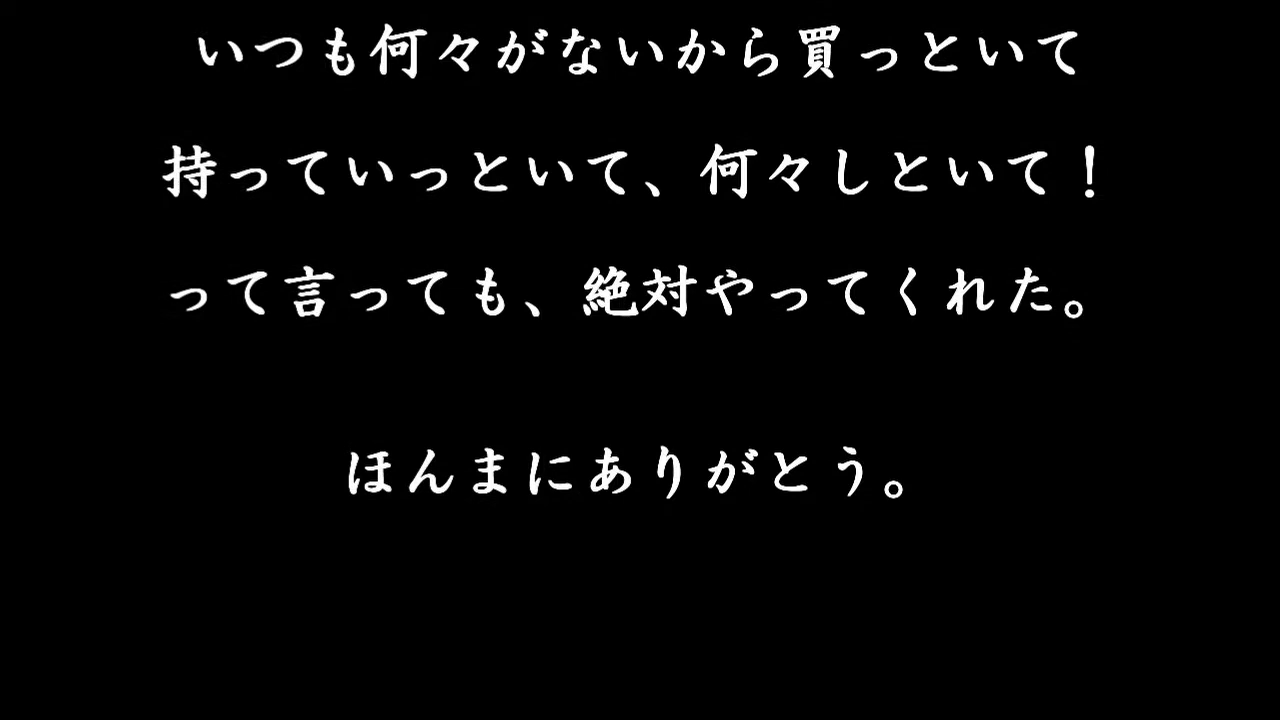 いつも何々がないから買っといて
持っていっといて、何々しといて！
って言っても、絶対やってくれた。
ほんまにありがとう。